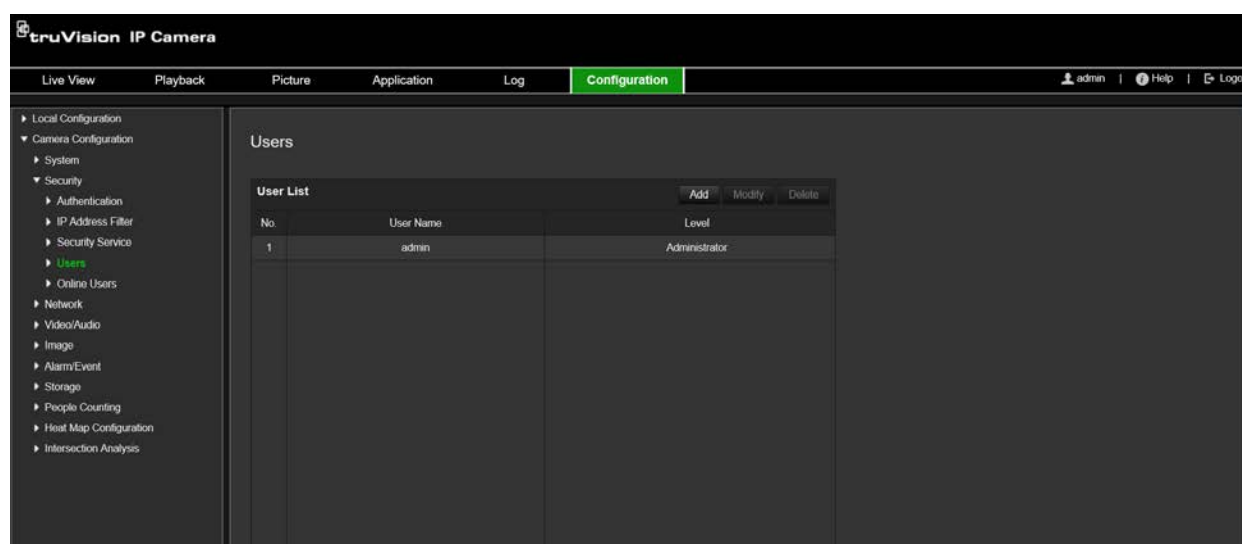 truVision IP Camera
Live View Playback Picture Application Log Configuration admin | Help | Logo
Local Configuration
Camera Configuration
System
Security
Authentication
IP Address Filter
Security Service
Users
Online Users
Network
Video/Audio
Image
Alarm/Event
Storage
People Counting
Heat Map Configuration
Intersection Analysis
Users
User List Add Modify Delete
No. User Name Level
1 admin Administrator